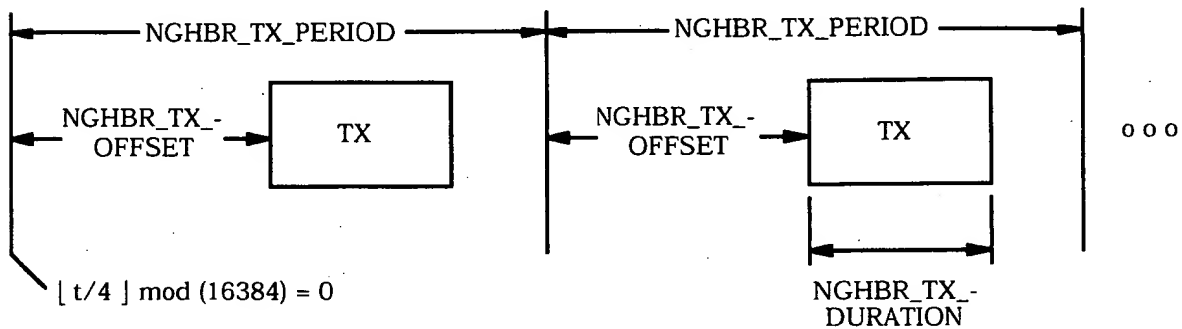 NGHBR_TX_PERIOD
NGHBR_TX_PERIOD
NGHBR_TX_-
OFFSET
TX
NGHBR_TX_-
OFFSET
TX
o o o
⌊ t/4 ⌋ mod (16384) = 0
NGHBR_TX_-
DURATION